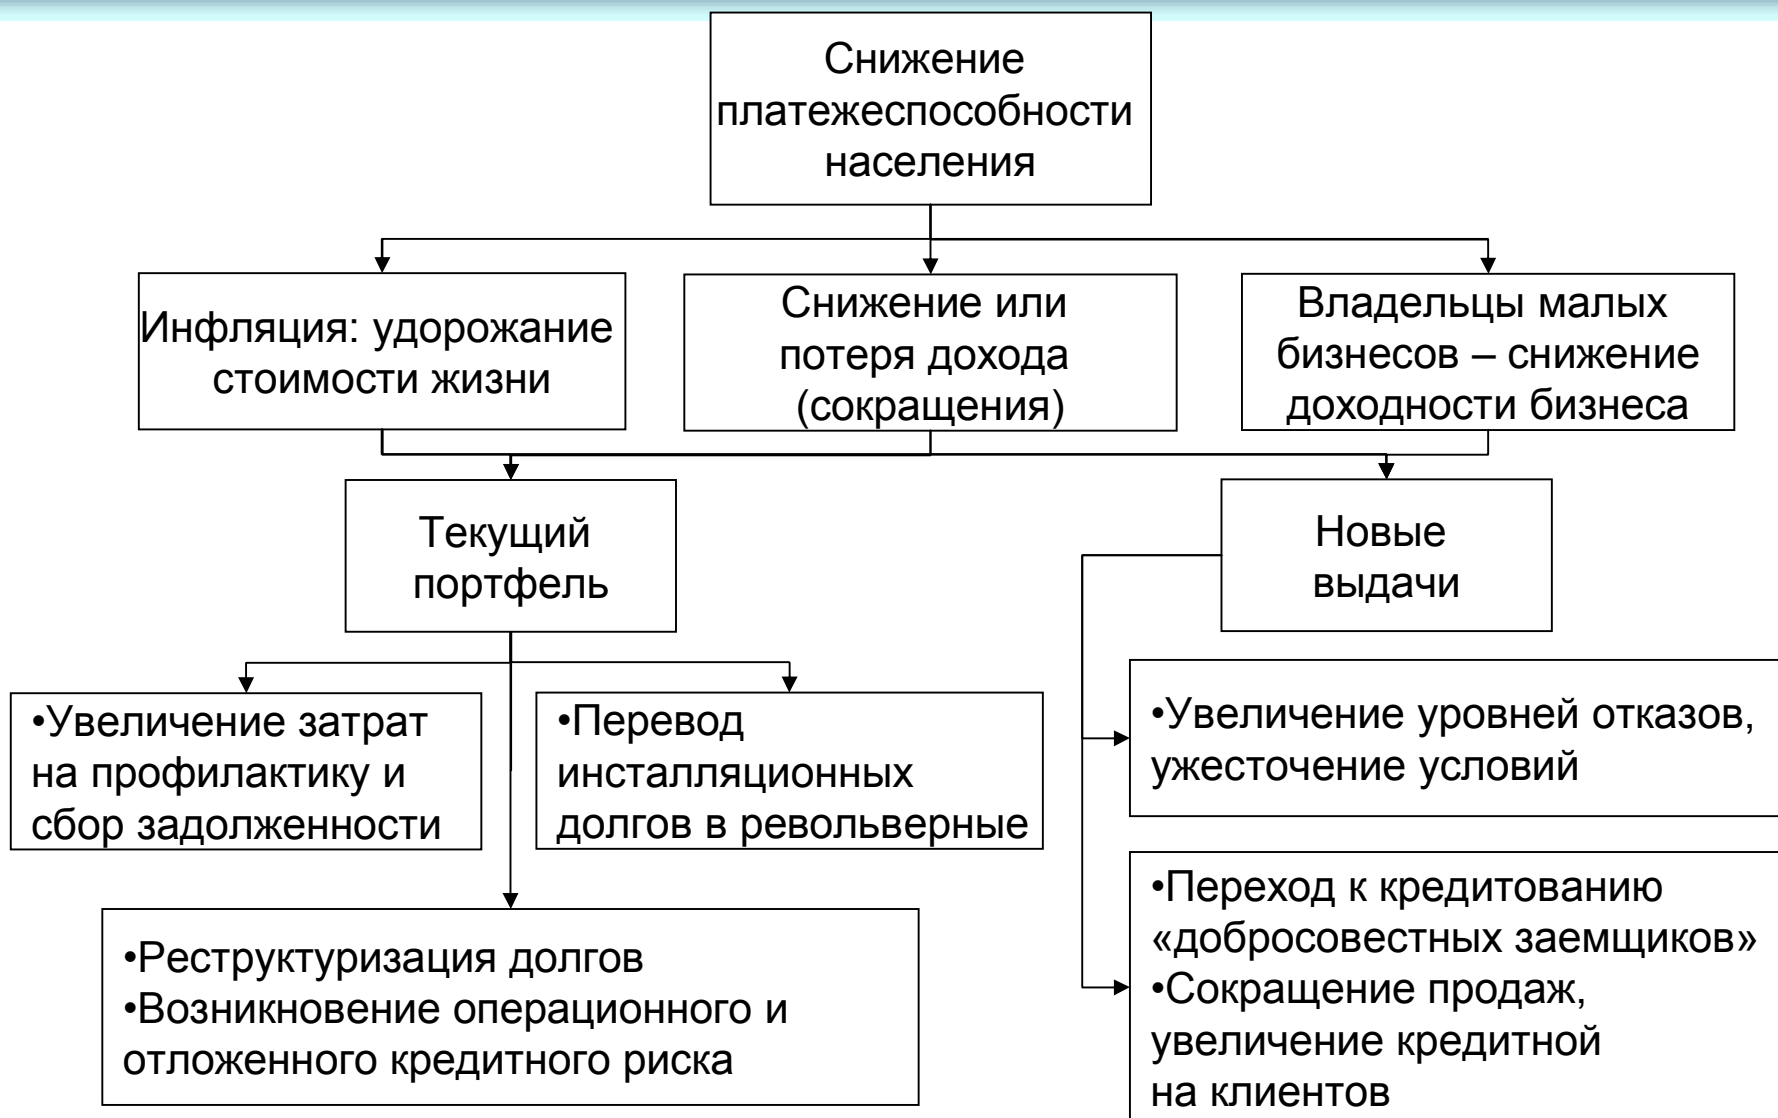 Снижение
платежеспособности
населения
Инфляция: удорожание
стоимости жизни
Снижение или
потеря дохода
(сокращения)
Владельцы малых
бизнесов – снижение
доходности бизнеса
Текущий
портфель
Новые
выдачи
•Увеличение затрат
на профилактику и
сбор задолженности
•Перевод
инсталляционных
долгов в револьверные
•Увеличение уровней отказов,
ужесточение условий
•Реструктуризация долгов
•Возникновение операционного и
отложенного кредитного риска
•Переход к кредитованию
«добросовестных заемщиков»
•Сокращение продаж,
увеличение кредитной
на клиентов